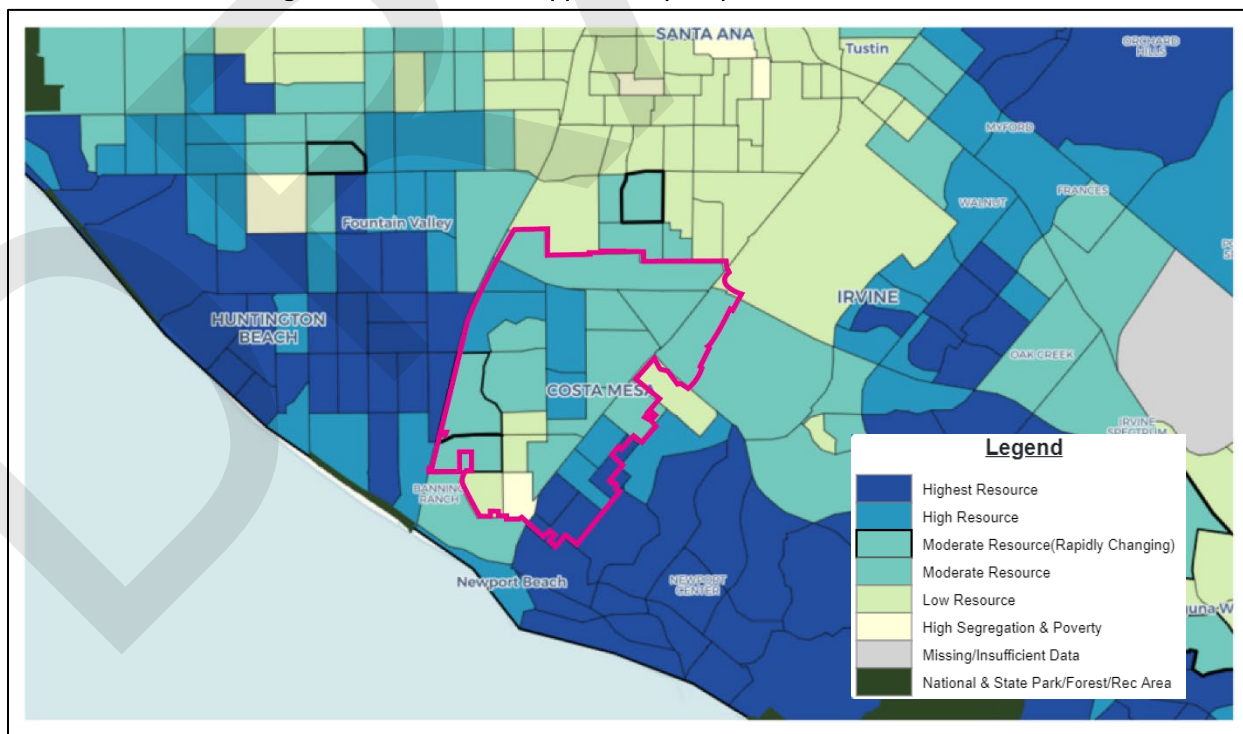 SANTA ANA
Tustin
ORCHARD
HILLS
MYFORD
WALNUT
FRANCES
Fountain Valley
IRVINE
HUNTINGTON
BEACH
OAK CREEK
COSTA MESA
IRVINE
SPECTRUM
BANNING
RANCH
Newport Beach
NEWPORT
CENTER
Legend
Highest Resource
High Resource
Moderate Resource(Rapidly Changing)
Moderate Resource
Low Resource
High Segregation & Poverty
Missing/Insufficient Data
National & State Park/Forest/Rec Area